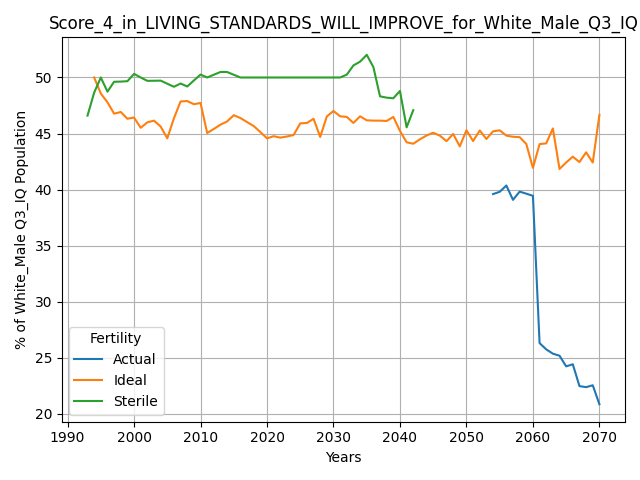 Score_4_in_LIVING_STANDARDS_WILL_IMPROVE_for_White_Male_Q3_IQ
% of White_Male Q3_IQ Population
50
45
40
35
30
25
20
Fertility
Actual
Ideal
Sterile
1990 2000 2010 2020 2030 2040 2050 2060 2070
Years